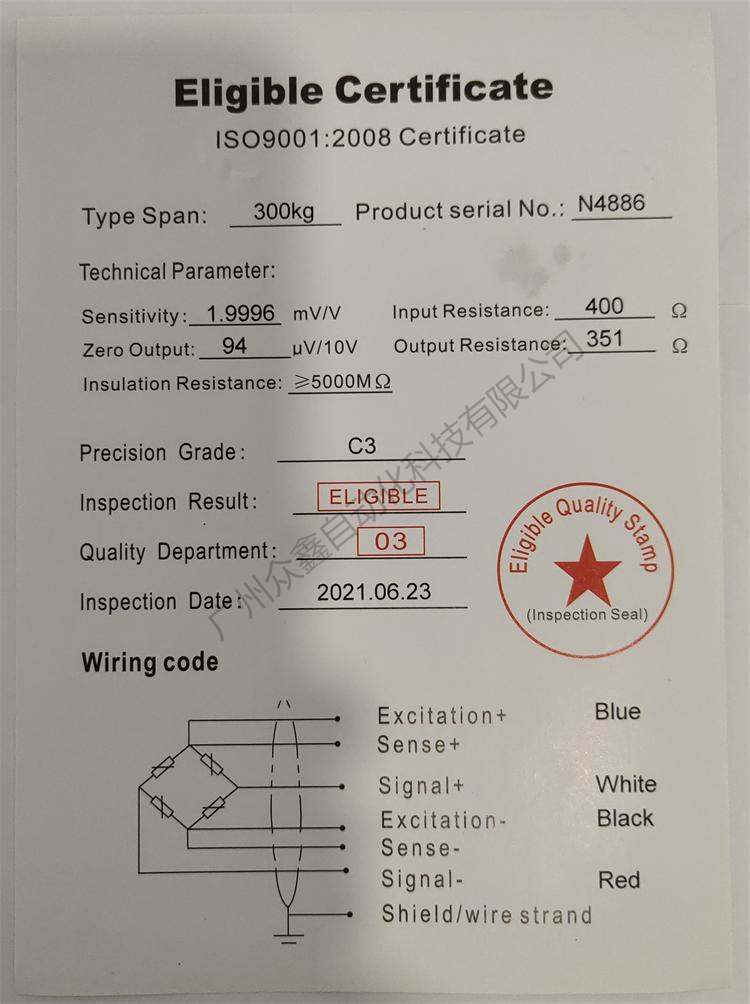 Eligible Certificate
ISO9001:2008 Certificate
Type Span: 300kg Product serial No.: N4886
Technical Parameter:
Sensitivity: 1.9996 mV/V Input Resistance: 400 Ω
Zero Output: 94 μV/10V Output Resistance: 351 Ω
Insulation Resistance: ≥5000MΩ
Precision Grade: C3
Inspection Result: ELIGIBLE
Quality Department: 03
Inspection Date: 2021.06.23
Eligible Quality Stamp
(Inspection Seal)
广州众鑫自动化科技有限公司
Wiring code
Excitation+ Blue
Sense+
Signal+ White
Excitation- Black
Sense-
Signal- Red
Shield/wire strand